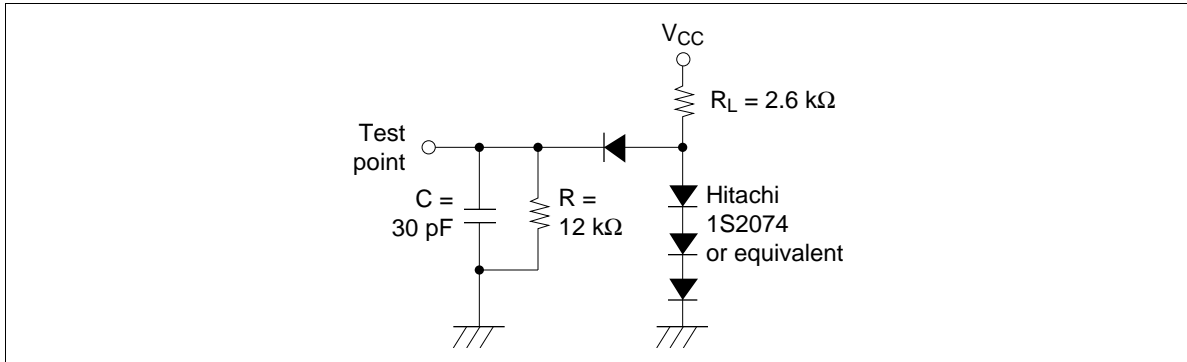 VCC
RL = 2.6 kΩ
Test
point
C =
30 pF
R =
12 kΩ
Hitachi
1S2074
or equivalent